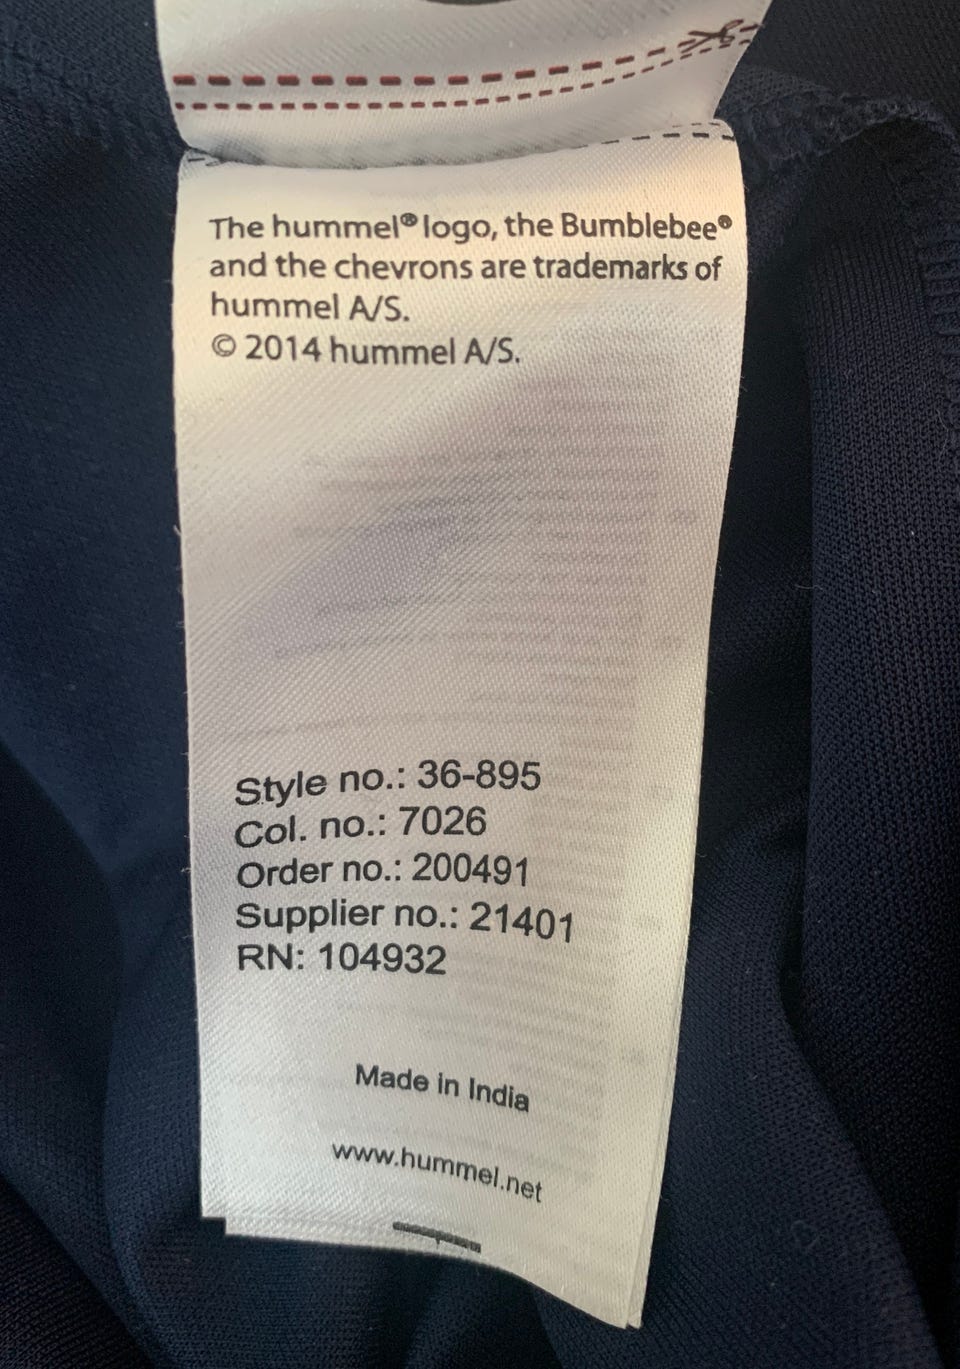 The hummel® logo, the Bumblebee®
and the chevrons are trademarks of
hummel A/S.
© 2014 hummel A/S.
Style no.: 36-895
Col. no.: 7026
Order no.: 200491
Supplier no.: 21401
RN: 104932
Made in India
www.hummel.net